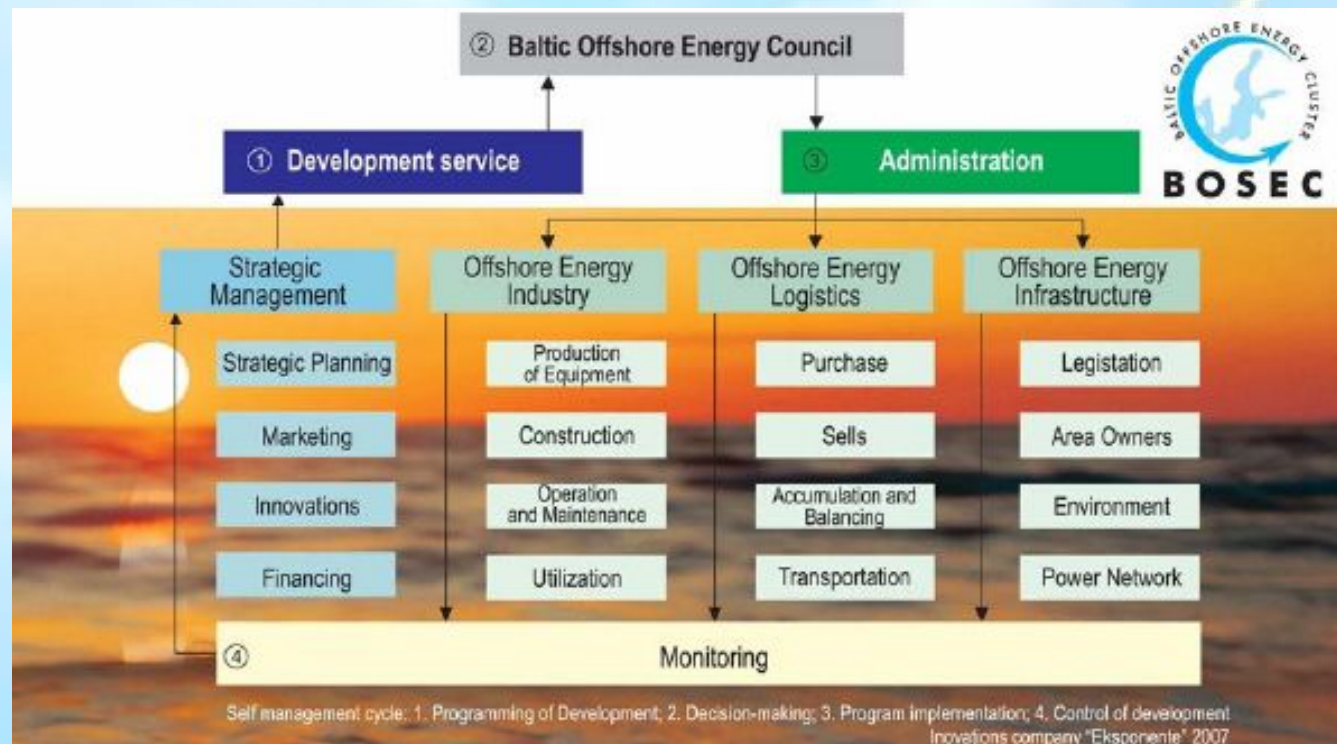 ② Baltic Offshore Energy Council
BALTIC OFFSHORE ENERGY CLUSTER
BOSEC
① Development service
③ Administration
Strategic
Management
Offshore Energy
Industry
Offshore Energy
Logistics
Offshore Energy
Infrastructure
Strategic Planning
Production
of Equipment
Purchase
Legistation
Marketing
Construction
Sells
Area Owners
Innovations
Operation
and Maintenance
Accumulation and
Balancing
Environment
Financing
Utilization
Transportation
Power Network
④ Monitoring
Self management cycle: 1. Programming of Development; 2. Decision-making; 3. Program implementation; 4. Control of development
Inovations company "Eksponente" 2007